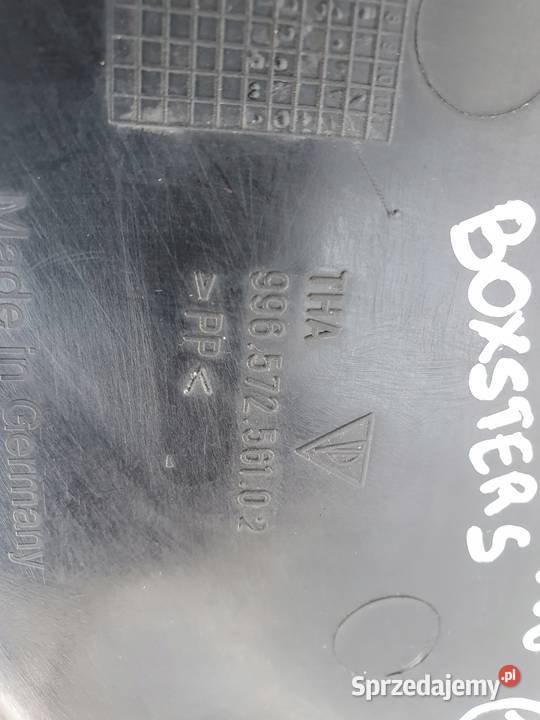 BOXSTER S
THA
996.572.561.02
>PP<
Made in Germany
Sprzedajemy.pl